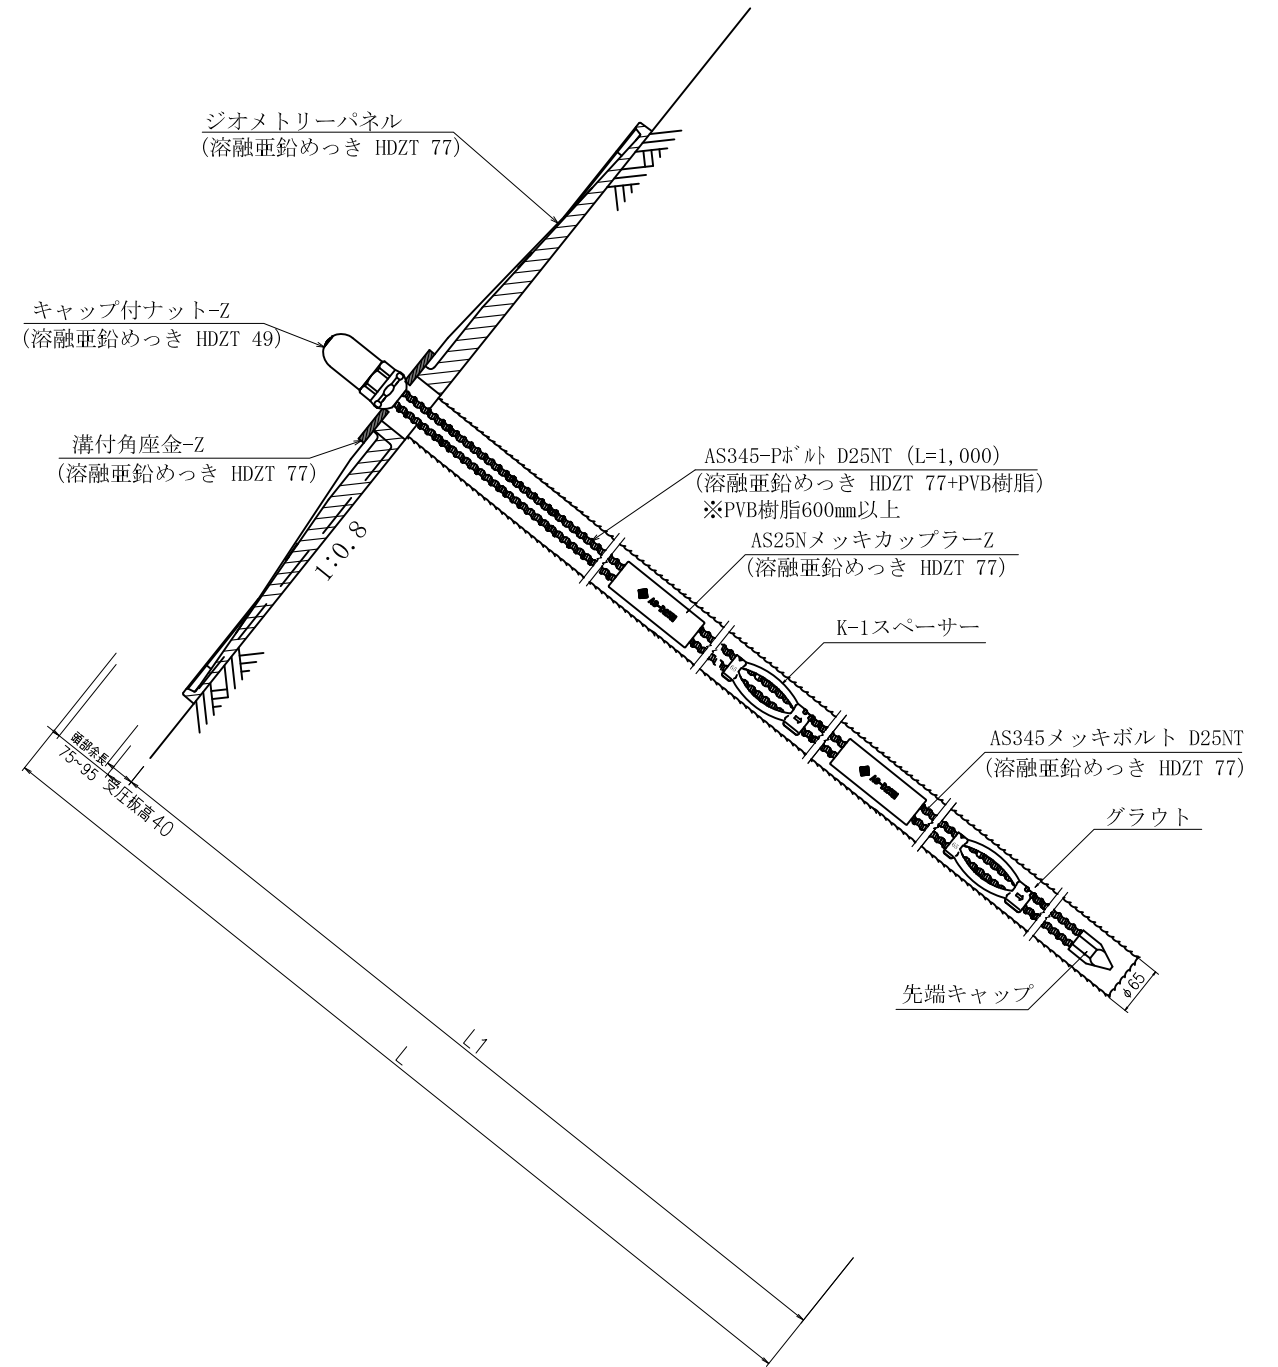 ジオメトリーパネル
(溶融亜鉛めっき HDZT 77)
キャップ付ナット-Z
(溶融亜鉛めっき HDZT 49)
溝付角座金-Z
(溶融亜鉛めっき HDZT 77)
1:0.8
AS345-Pﾎﾞﾙﾄ D25NT (L=1,000)
(溶融亜鉛めっき HDZT 77+PVB樹脂)
※PVB樹脂600mm以上
AS25NメッキカップラーZ
(溶融亜鉛めっき HDZT 77)
K-1スペーサー
AS345メッキボルト D25NT
(溶融亜鉛めっき HDZT 77)
グラウト
先端キャップ
φ65
頭部余長
75~95
受圧板高40
L1
L